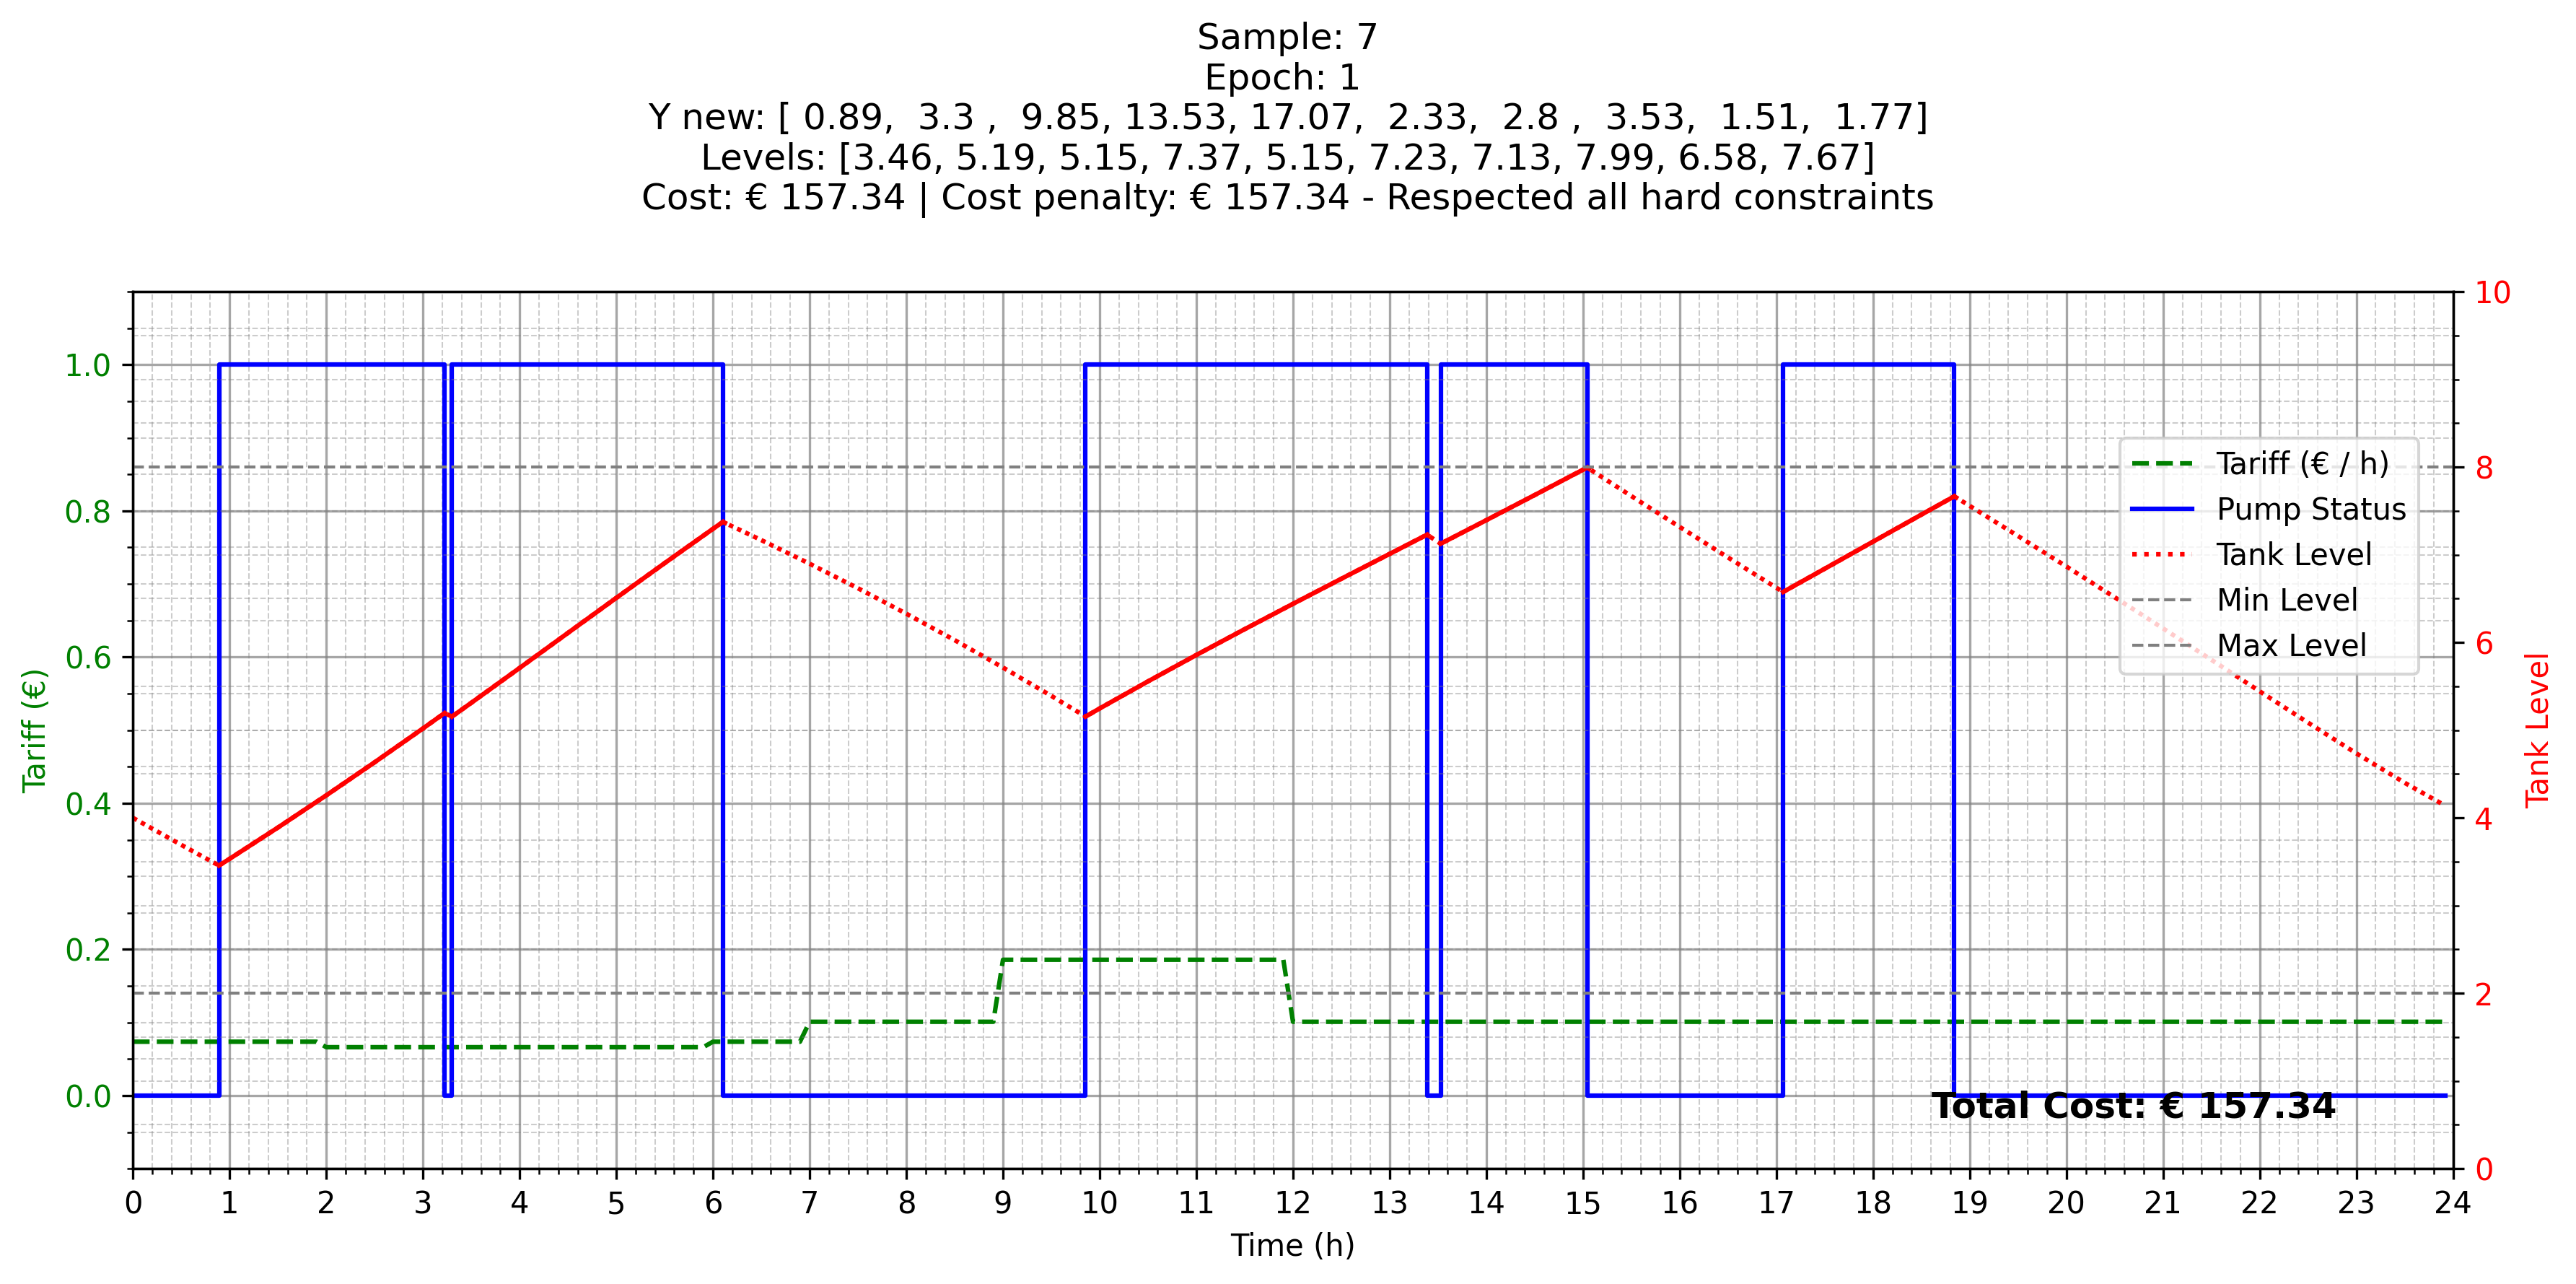 Sample: 7
Epoch: 1
Y new: [ 0.89,  3.3 ,  9.85, 13.53, 17.07,  2.33,  2.8 ,  3.53,  1.51,  1.77]
Levels: [3.46, 5.19, 5.15, 7.37, 5.15, 7.23, 7.13, 7.99, 6.58, 7.67]
Cost: € 157.34 | Cost penalty: € 157.34 - Respected all hard constraints
1.0
0.8
0.6
0.4
0.2
0.0
Tariff (€)
10
8
6
4
2
0
Tank Level
Tariff (€ / h)
Pump Status
Tank Level
Min Level
Max Level
Total Cost: € 157.34
0 1 2 3 4 5 6 7 8 9 10 11 12 13 14 15 16 17 18 19 20 21 22 23 24
Time (h)